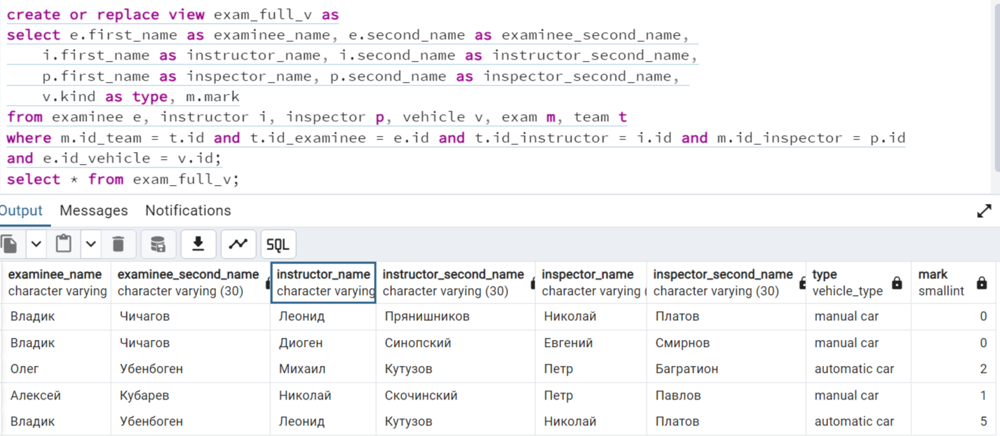 create or replace view exam_full_v as
select e.first_name as examinee_name, e.second_name as examinee_second_name,
i.first_name as instructor_name, i.second_name as instructor_second_name,
p.first_name as inspector_name, p.second_name as inspector_second_name,
v.kind as type, m.mark
from examinee e, instructor i, inspector p, vehicle v, exam m, team t
where m.id_team = t.id and t.id_examinee = e.id and t.id_instructor = i.id and m.id_inspector = p.id
and e.id_vehicle = v.id;
select * from exam_full_v;
Output Messages Notifications
SQL
examinee_name examinee_second_name instructor_name instructor_second_name inspector_name inspector_second_name type mark
character varying character varying (30) character varying character varying (30) character varying ( character varying (30) vehicle_type smallint
Владик Чичагов Леонид Прянишников Николай Платов manual car 0
Владик Чичагов Диоген Синопский Евгений Смирнов manual car 0
Олег Убенбоген Михаил Кутузов Петр Багратион automatic car 2
Алексей Кубарев Николай Скочинский Петр Павлов manual car 1
Владик Убенбоген Леонид Кутузов Николай Платов automatic car 5